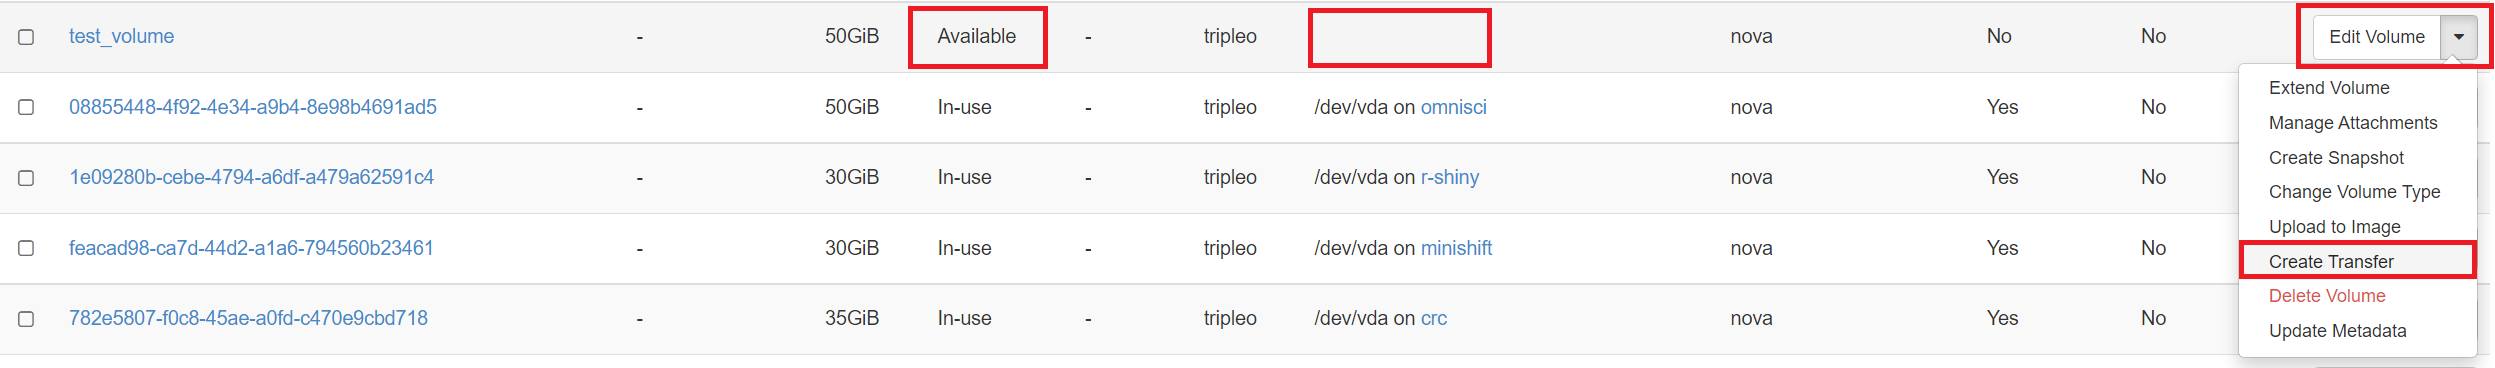 test_volume - 50GiB Available - tripleo nova No No Edit Volume
08855448-4f92-4e34-a9b4-8e98b4691ad5 - 50GiB In-use - tripleo /dev/vda on omnisci nova Yes No
1e09280b-cebe-4794-a6df-a479a62591c4 - 30GiB In-use - tripleo /dev/vda on r-shiny nova Yes No
feacad98-ca7d-44d2-a1a6-794560b23461 - 30GiB In-use - tripleo /dev/vda on minishift nova Yes No
782e5807-f0c8-45ae-a0fd-c470e9cbd718 - 35GiB In-use - tripleo /dev/vda on crc nova Yes No
Extend Volume
Manage Attachments
Create Snapshot
Change Volume Type
Upload to Image
Create Transfer
Delete Volume
Update Metadata